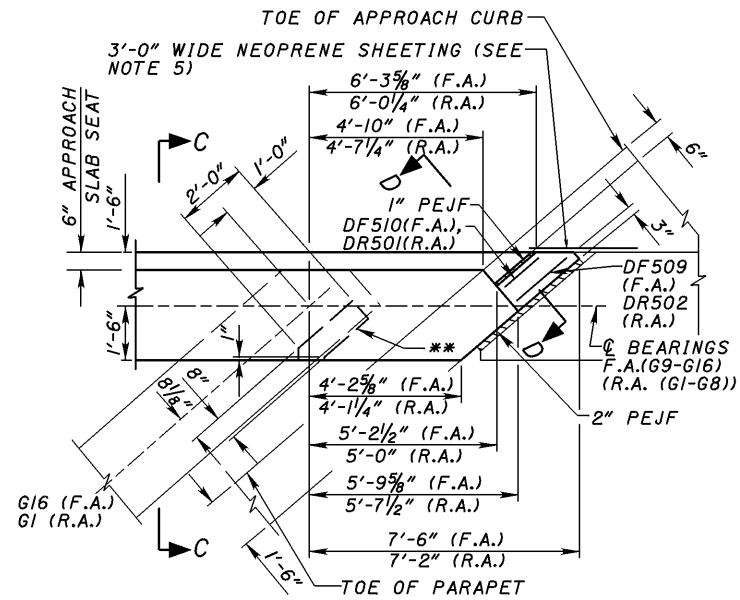 TOE OF APPROACH CURB
3'-0" WIDE NEOPRENE SHEETING (SEE
NOTE 5)
6'-3⅝" (F.A.)
6'-0¼" (R.A.)
4'-10" (F.A.)
4'-7¼" (R.A.)
6" APPROACH
SLAB SEAT
1'-6"
C
2'-0"
1'-0"
D
6"
1" PEJF
DF510(F.A.),
DR501(R.A.)
3"
DF509
(F.A.)
DR502
(R.A.)
1'-6"
1"
**
D
℄ BEARINGS
F.A.(G9-G16)
(R.A. (G1-G8))
8"
8⅛"
4'-2⅝" (F.A.)
4'-1¼" (R.A.)
2" PEJF
5'-2½" (F.A.)
5'-0" (R.A.)
5'-9⅝" (F.A.)
5'-7½" (R.A.)
G16 (F.A.)
G1 (R.A.)
C
7'-6" (F.A.)
7'-2" (R.A.)
1'-6"
TOE OF PARAPET